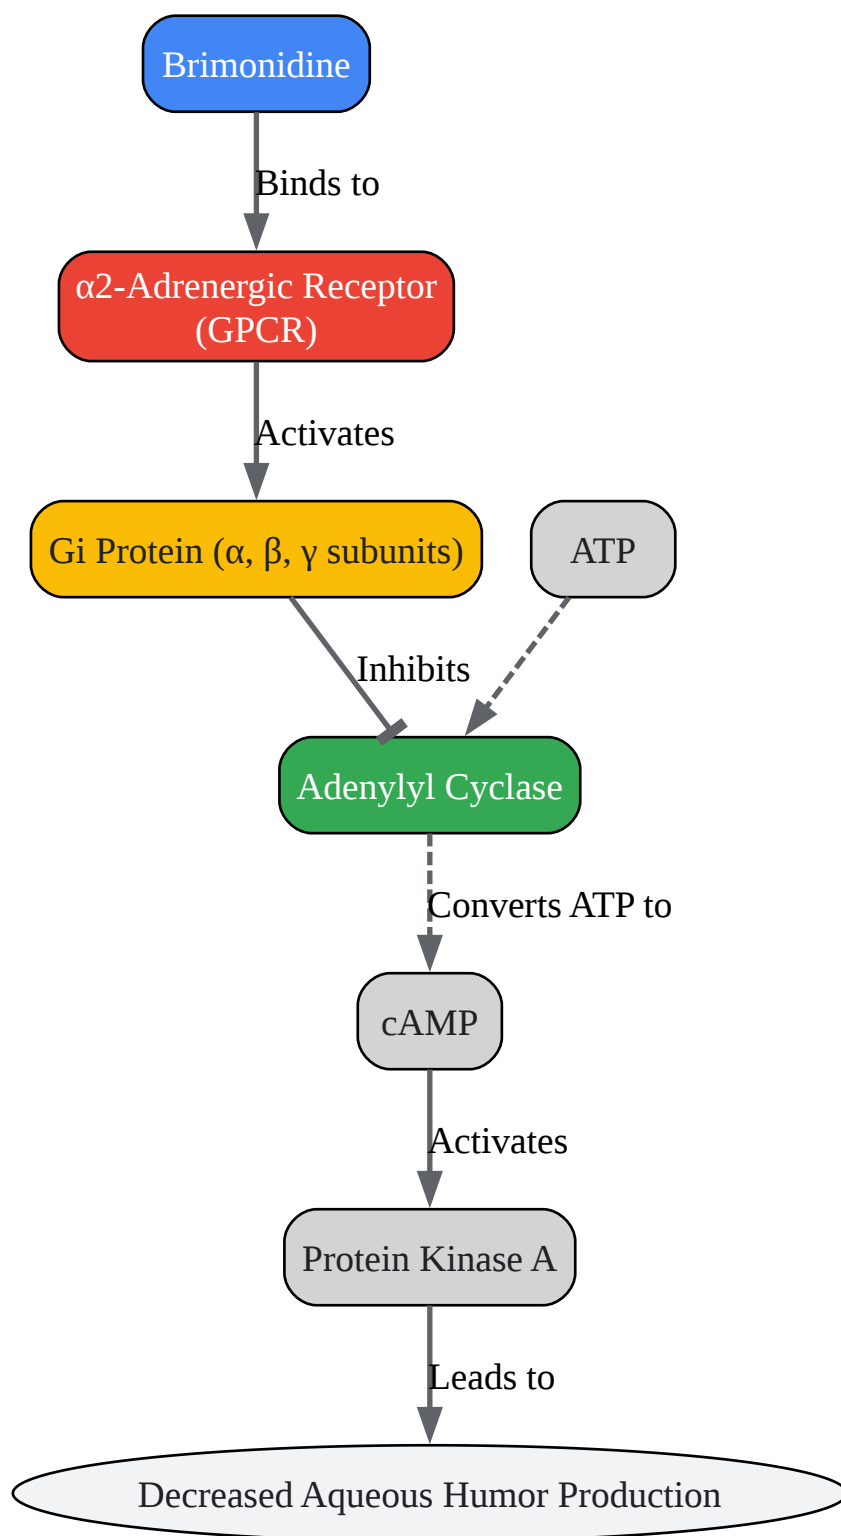 Brimonidine
Binds to
α2-Adrenergic Receptor
(GPCR)
Activates
Gi Protein (α, β, γ subunits)
ATP
Inhibits
Adenylyl Cyclase
Converts ATP to
cAMP
Activates
Protein Kinase A
Leads to
Decreased Aqueous Humor Production